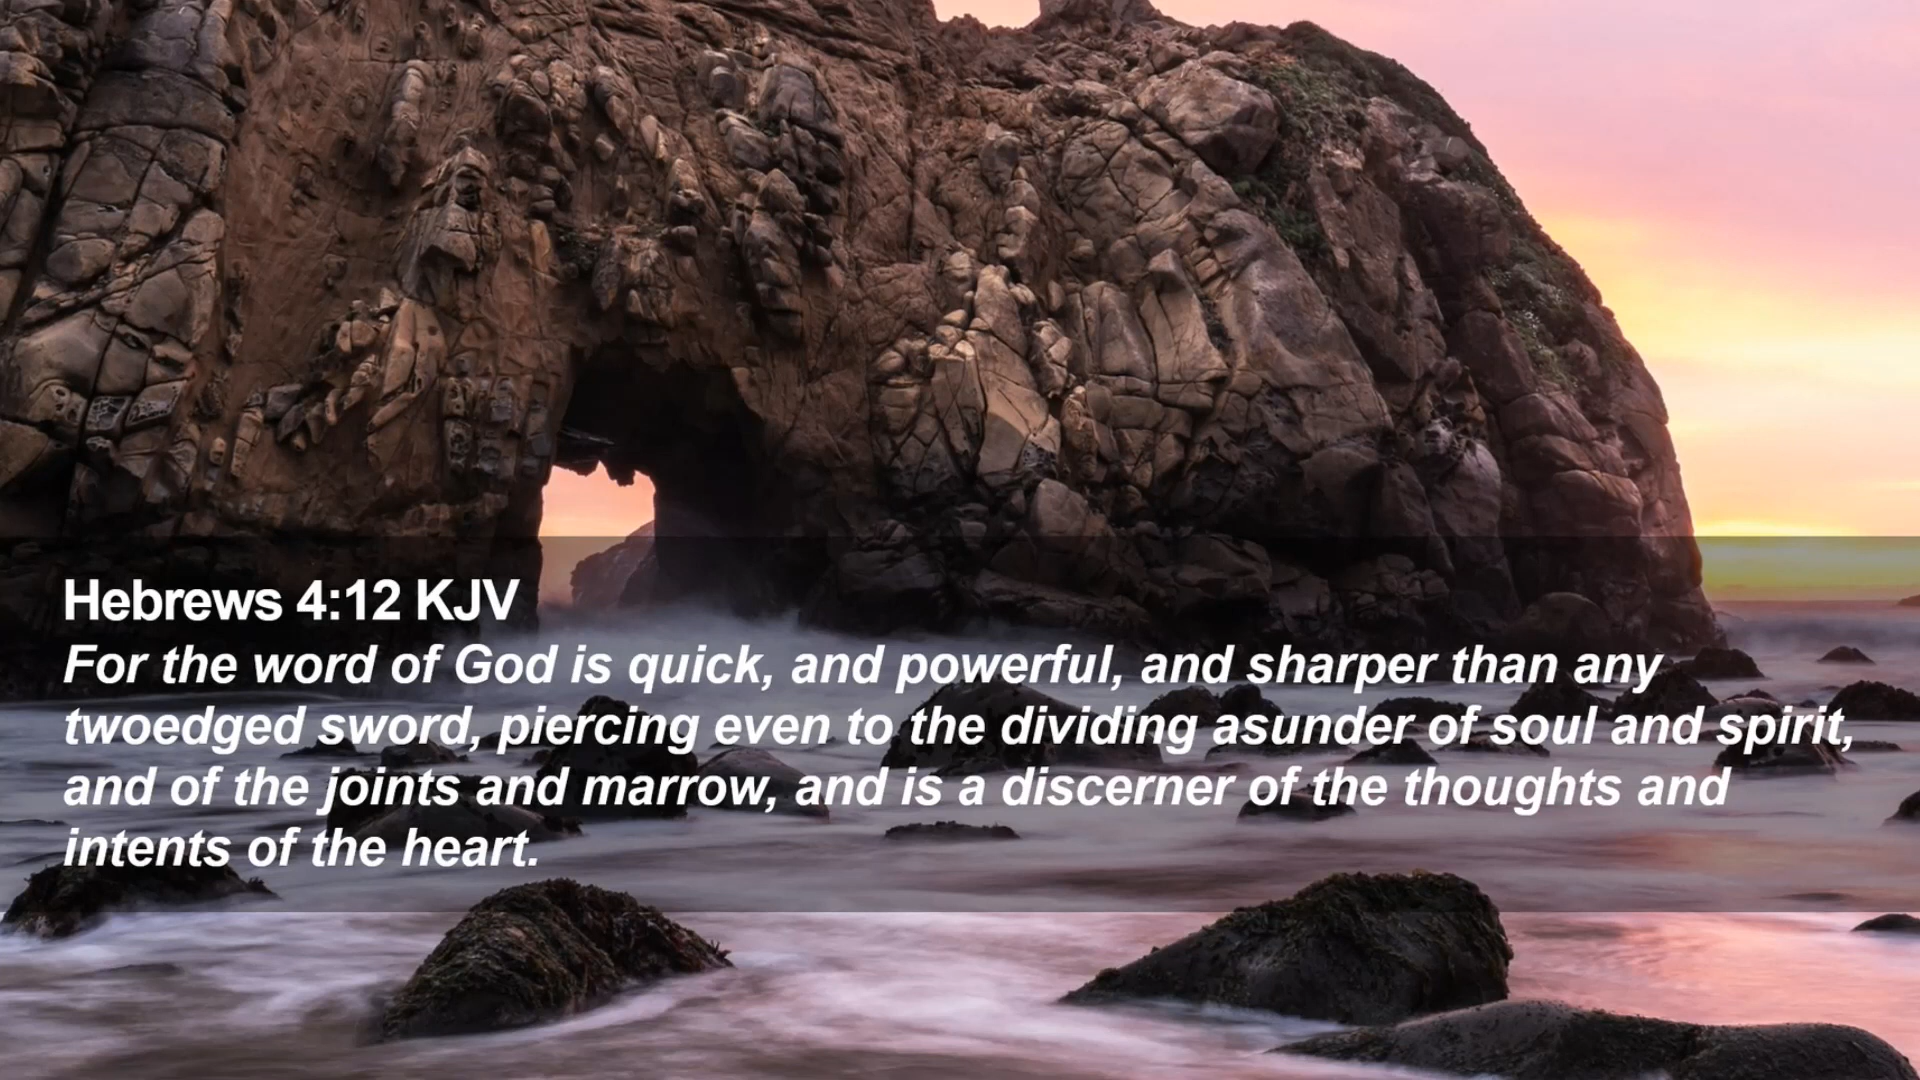 Hebrews 4:12 KJV
For the word of God is quick, and powerful, and sharper than any
twoedged sword, piercing even to the dividing asunder of soul and spirit,
and of the joints and marrow, and is a discerner of the thoughts and
intents of the heart.